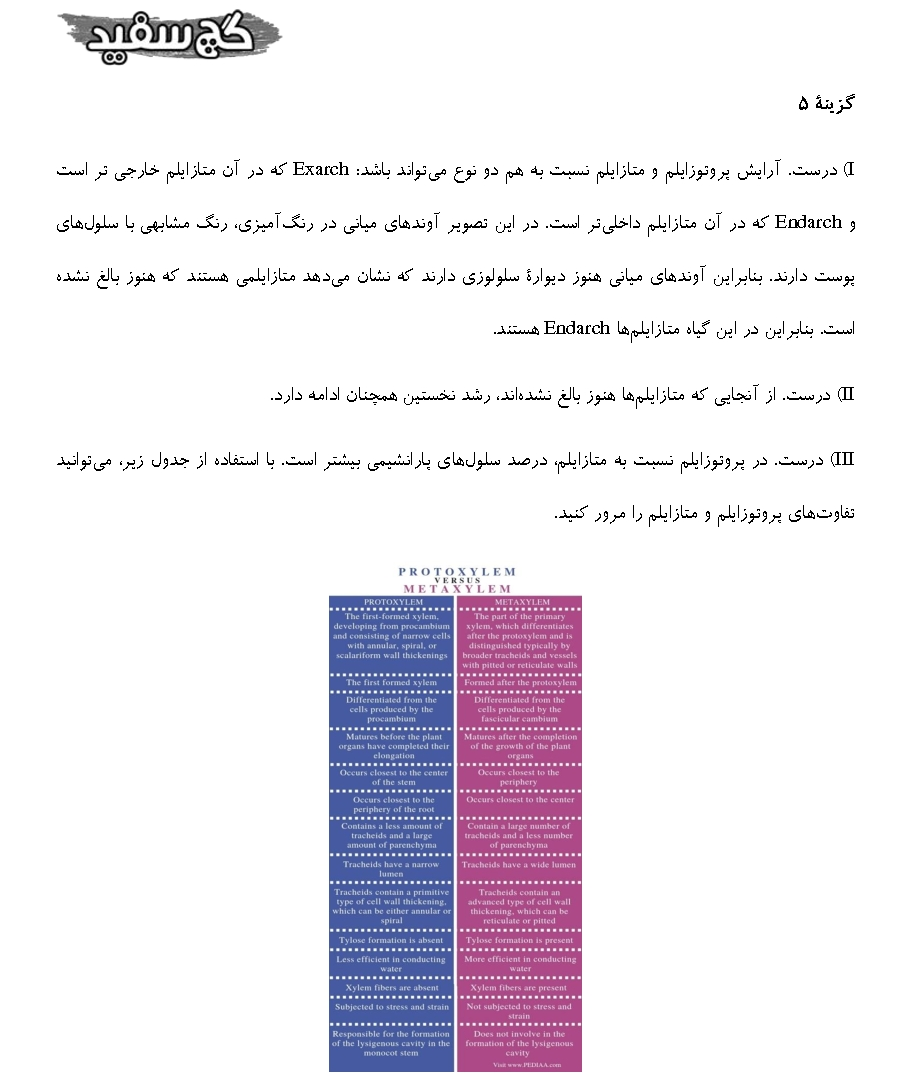 گچ سفید
گزینهٔ ۵
I) درست. آرایش پروتوزایلم و متازایلم نسبت به هم دو نوع می‌تواند باشد: Exarch که در آن متازایلم خارجی تر است
و Endarch که در آن متازایلم داخلی‌تر است. در این تصویر آوندهای میانی در رنگ‌آمیزی، رنگ مشابهی با سلول‌های
پوست دارند. بنابراین آوندهای میانی هنوز دیوارهٔ سلولوزی دارند که نشان می‌دهد متازایلمی هستند که هنوز بالغ نشده
است. بنابراین در این گیاه متازایلم‌ها Endarch هستند.
II) درست. از آنجایی که متازایلم‌ها هنوز بالغ نشده‌اند، رشد نخستین همچنان ادامه دارد.
III) درست. در پروتوزایلم نسبت به متازایلم، درصد سلول‌های پارانشیمی بیشتر است. با استفاده از جدول زیر، می‌توانید
تفاوت‌های پروتوزایلم و متازایلم را مرور کنید.
PROTOXYLEM
VERSUS
METAXYLEM
PROTOXYLEM
The first-formed xylem,
developing from procambium
and consisting of narrow cells
with annular, spiral, or
scalariform wall thickenings
The first formed xylem
Differentiated from the
cells produced by the
procambium
Matures before the plant
organs have completed their
elongation
Occurs closest to the center
of the stem
Occurs closest to the
periphery of the root
Contains a less amount of
tracheids and a large
amount of parenchyma
Tracheids have a narrow
lumen
Tracheids contain a primitive
type of cell wall thickening,
which can be either annular or
spiral
Tylose formation is absent
Less efficient in conducting
water
Xylem fibers are absent
Subjected to stress and strain
Responsible for the formation
of the lysigenous cavity in the
monocot stem
METAXYLEM
The part of the primary
xylem, which differentiates
after the protoxylem and is
distinguished typically by
broader tracheids and vessels
with pitted or reticulate walls
Formed after the protoxylem
Differentiated from the
cells produced by the
fascicular cambium
Matures after the completion
of the growth of the plant
organs
Occurs closest to the
periphery
Occurs closest to the center
Contain a large number of
tracheids and a less number
of parenchyma
Tracheids have a wide lumen
Tracheids contain an
advanced type of cell wall
thickening, which can be
reticulate or pitted
Tylose formation is present
More efficient in conducting
water
Xylem fibers are present
Not subjected to stress and
strain
Does not involve in the
formation of the lysigenous
cavity
Visit www.PEDIAA.com